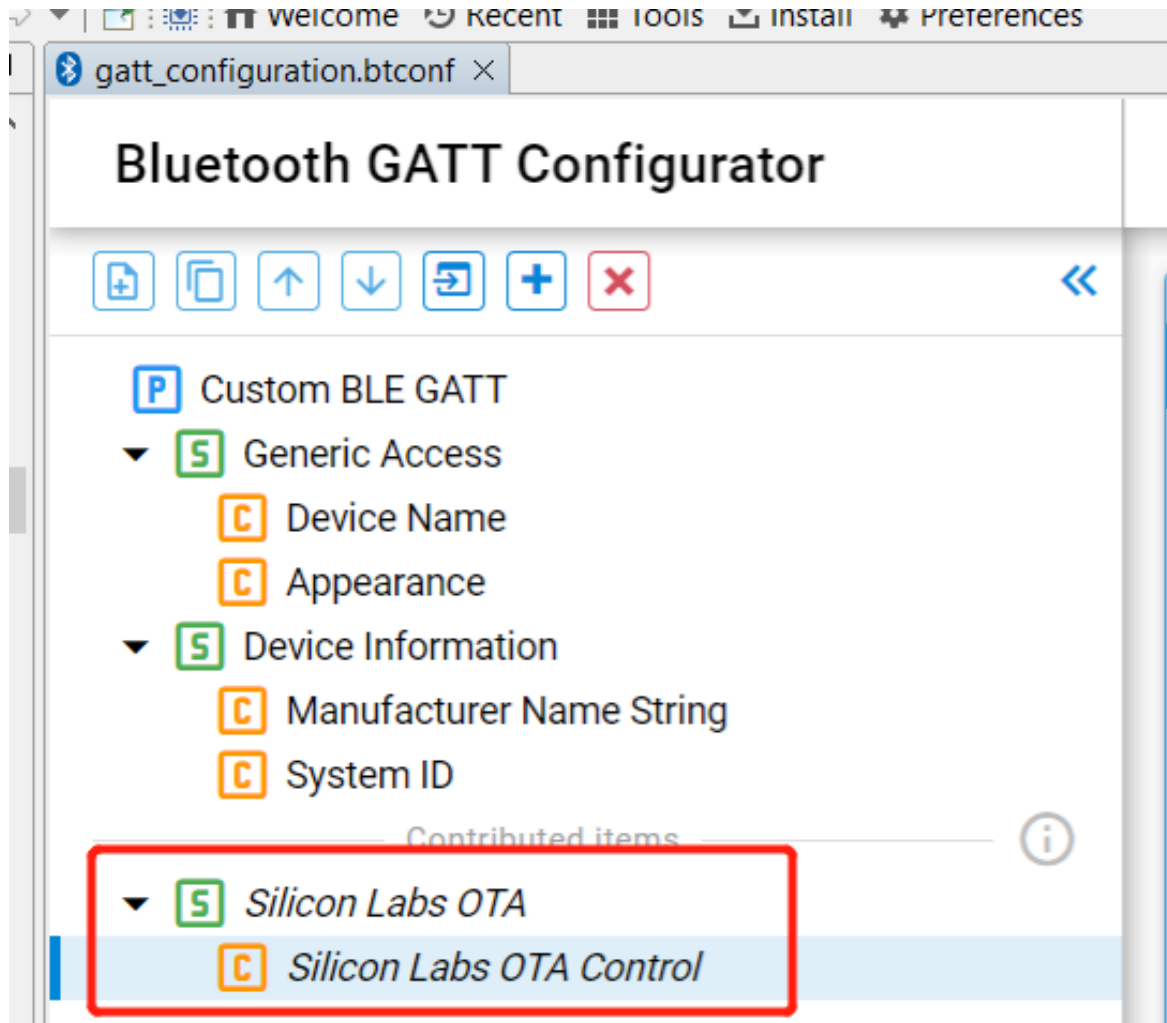 Welcome Recent Tools Install Preferences
gatt_configuration.btconf
Bluetooth GATT Configurator
P Custom BLE GATT
S Generic Access
C Device Name
C Appearance
S Device Information
C Manufacturer Name String
C System ID
Contributed items
S Silicon Labs OTA
C Silicon Labs OTA Control